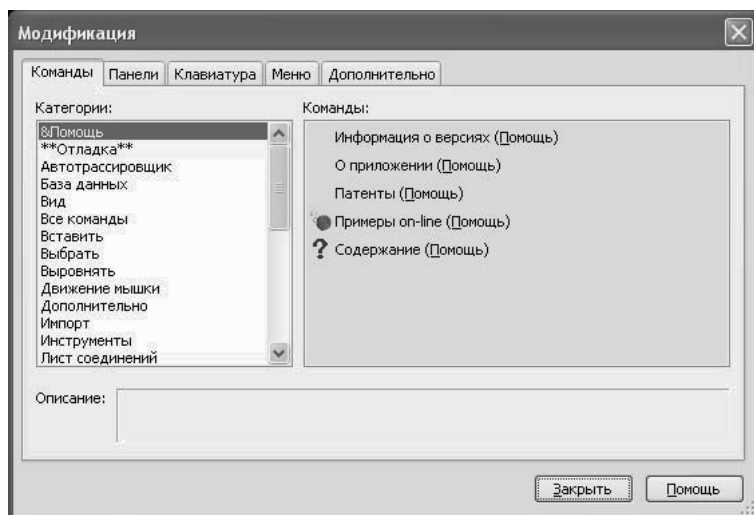 Модификация
Команды Панели Клавиатура Меню Дополнительно
Категории:
&Помощь
**Отладка**
Автотрассировщик
База данных
Вид
Все команды
Вставить
Выбрать
Выровнять
Движение мышки
Дополнительно
Импорт
Инструменты
Лист соединений
Команды:
Информация о версиях (Помощь)
О приложении (Помощь)
Патенты (Помощь)
Примеры on-line (Помощь)
? Содержание (Помощь)
Описание:
Закрыть Помощь